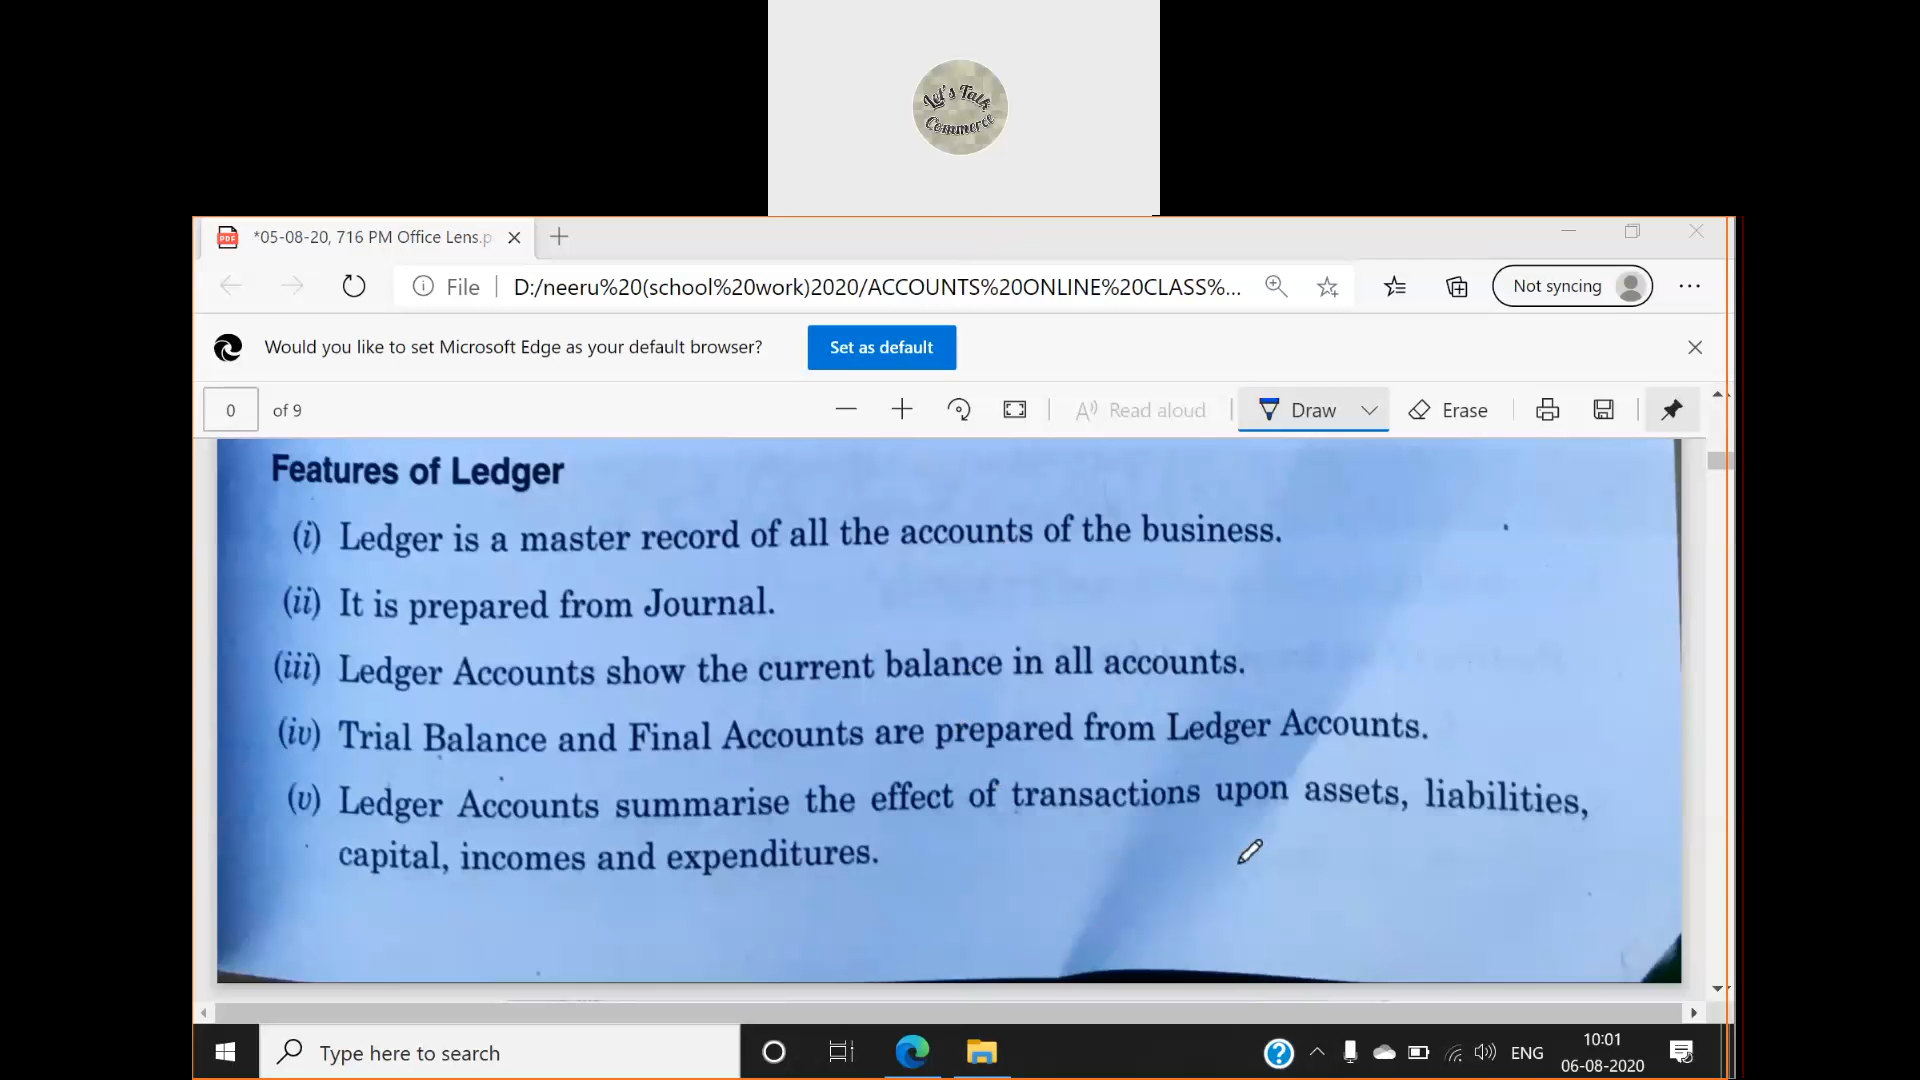 Let's Talk
Commerce
*05-08-20, 716 PM Office Lens.p
File
D:/neeru%20(school%20work)2020/ACCOUNTS%20ONLINE%20CLASS%...
Not syncing
Would you like to set Microsoft Edge as your default browser?
Set as default
0 of 9
Read aloud
Draw
Erase
Features of Ledger
(i) Ledger is a master record of all the accounts of the business.
(ii) It is prepared from Journal.
(iii) Ledger Accounts show the current balance in all accounts.
(iv) Trial Balance and Final Accounts are prepared from Ledger Accounts.
(v) Ledger Accounts summarise the effect of transactions upon assets, liabilities,
capital, incomes and expenditures.
Type here to search
ENG
10:01
06-08-2020